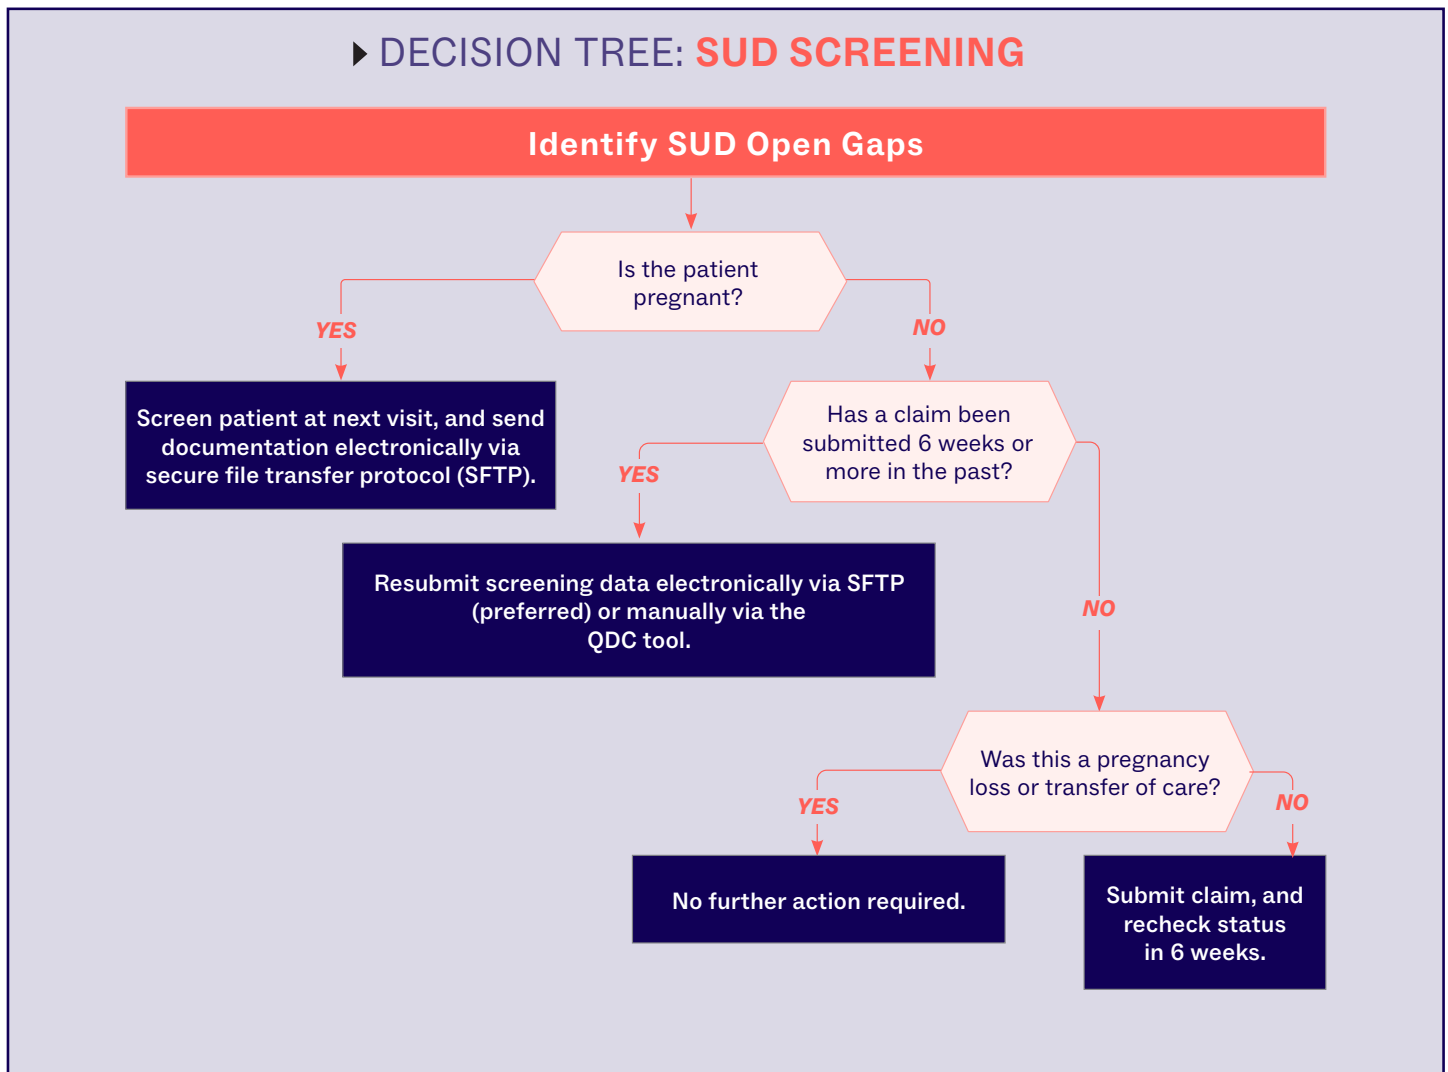 DECISION TREE: SUD SCREENING
Identify SUD Open Gaps
Is the patient
pregnant?
YES
NO
Screen patient at next visit, and send
documentation electronically via
secure file transfer protocol (SFTP).
Has a claim been
submitted 6 weeks or
more in the past?
YES
NO
Resubmit screening data electronically via SFTP
(preferred) or manually via the
QDC tool.
Was this a pregnancy
loss or transfer of care?
YES
NO
No further action required.
Submit claim, and
recheck status
in 6 weeks.